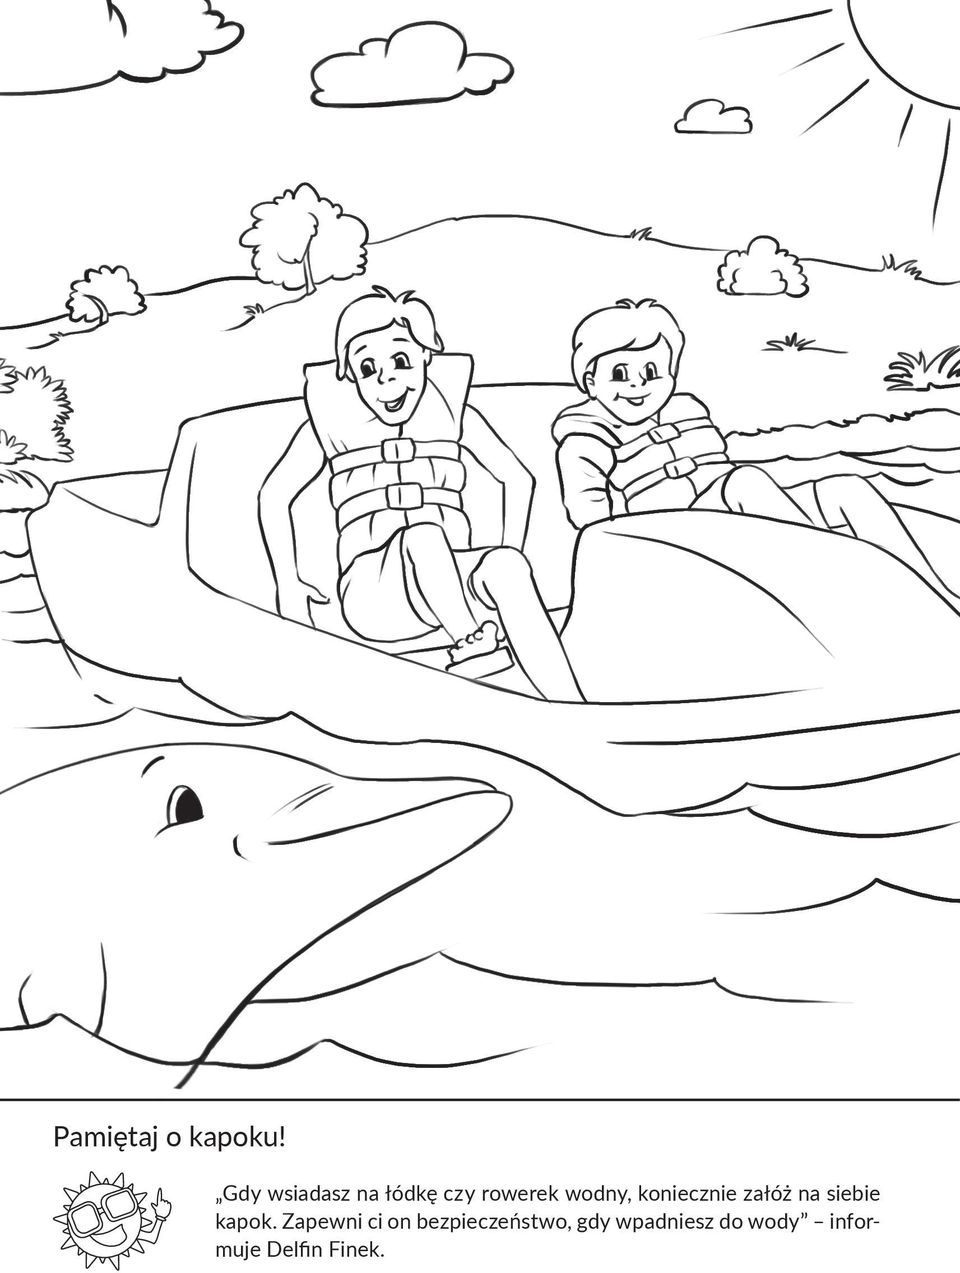 Pamiętaj o kapoku!
„Gdy wsiadasz na łódkę czy rowerek wodny, koniecznie załóż na siebie
kapok. Zapewni ci on bezpieczeństwo, gdy wpadniesz do wody” – infor-
muje Delfin Finek.